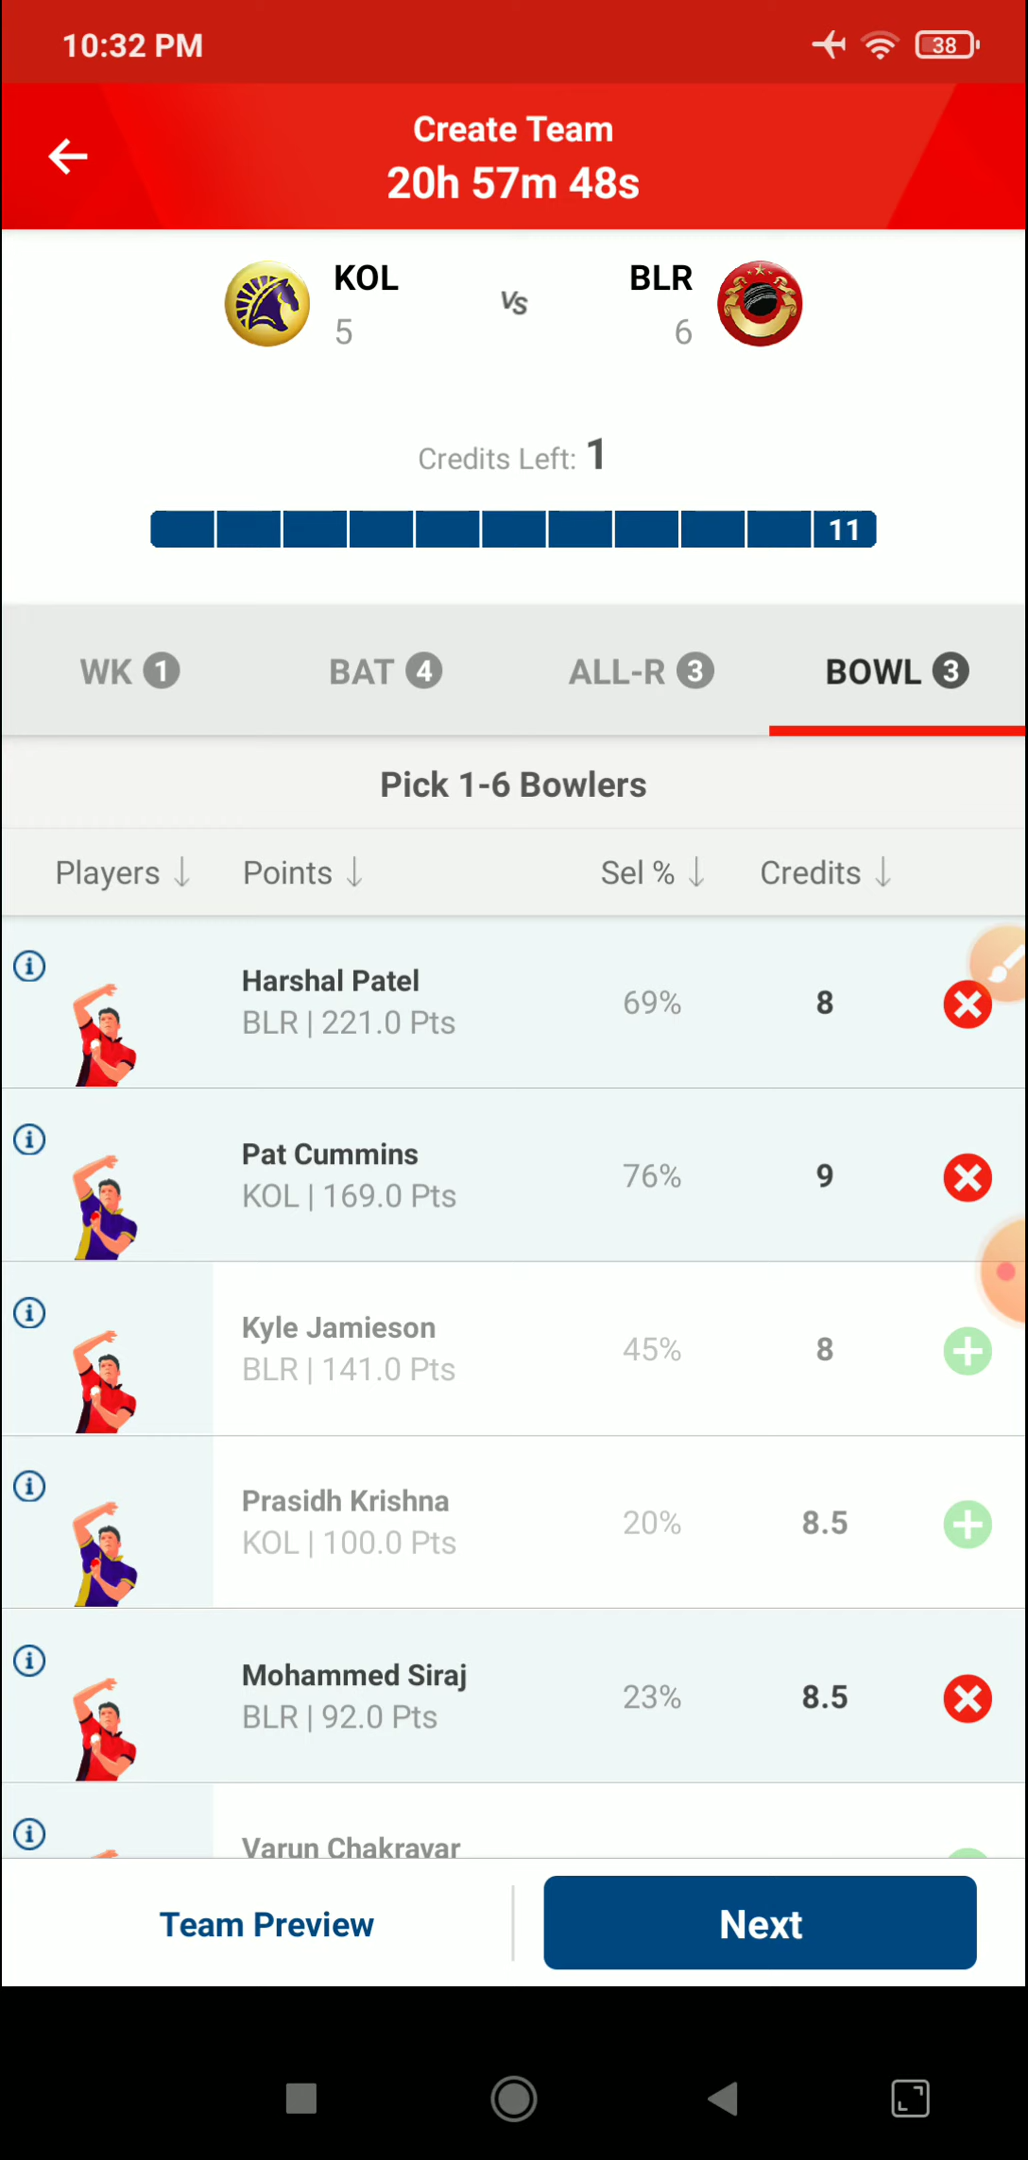 10:32 PM
38
Create Team
20h 57m 48s
KOL
5
Vs
BLR
6
Credits Left: 1
11
WK 1
BAT 4
ALL-R 3
BOWL 3
Pick 1-6 Bowlers
Players ↓ Points ↓ Sel % ↓ Credits ↓
Harshal Patel
BLR | 221.0 Pts
69%
8
Pat Cummins
KOL | 169.0 Pts
76%
9
Kyle Jamieson
BLR | 141.0 Pts
45%
8
Prasidh Krishna
KOL | 100.0 Pts
20%
8.5
Mohammed Siraj
BLR | 92.0 Pts
23%
8.5
Varun Chakravar
Team Preview
Next